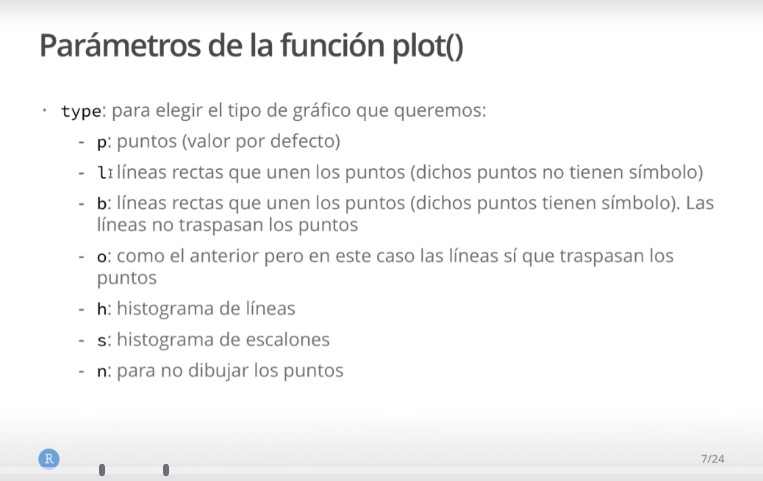 Parámetros de la función plot()
· type: para elegir el tipo de gráfico que queremos:
- p: puntos (valor por defecto)
- l: líneas rectas que unen los puntos (dichos puntos no tienen símbolo)
- b: líneas rectas que unen los puntos (dichos puntos tienen símbolo). Las
líneas no traspasan los puntos
- o: como el anterior pero en este caso las líneas sí que traspasan los
puntos
- h: histograma de líneas
- s: histograma de escalones
- n: para no dibujar los puntos
R
7/24